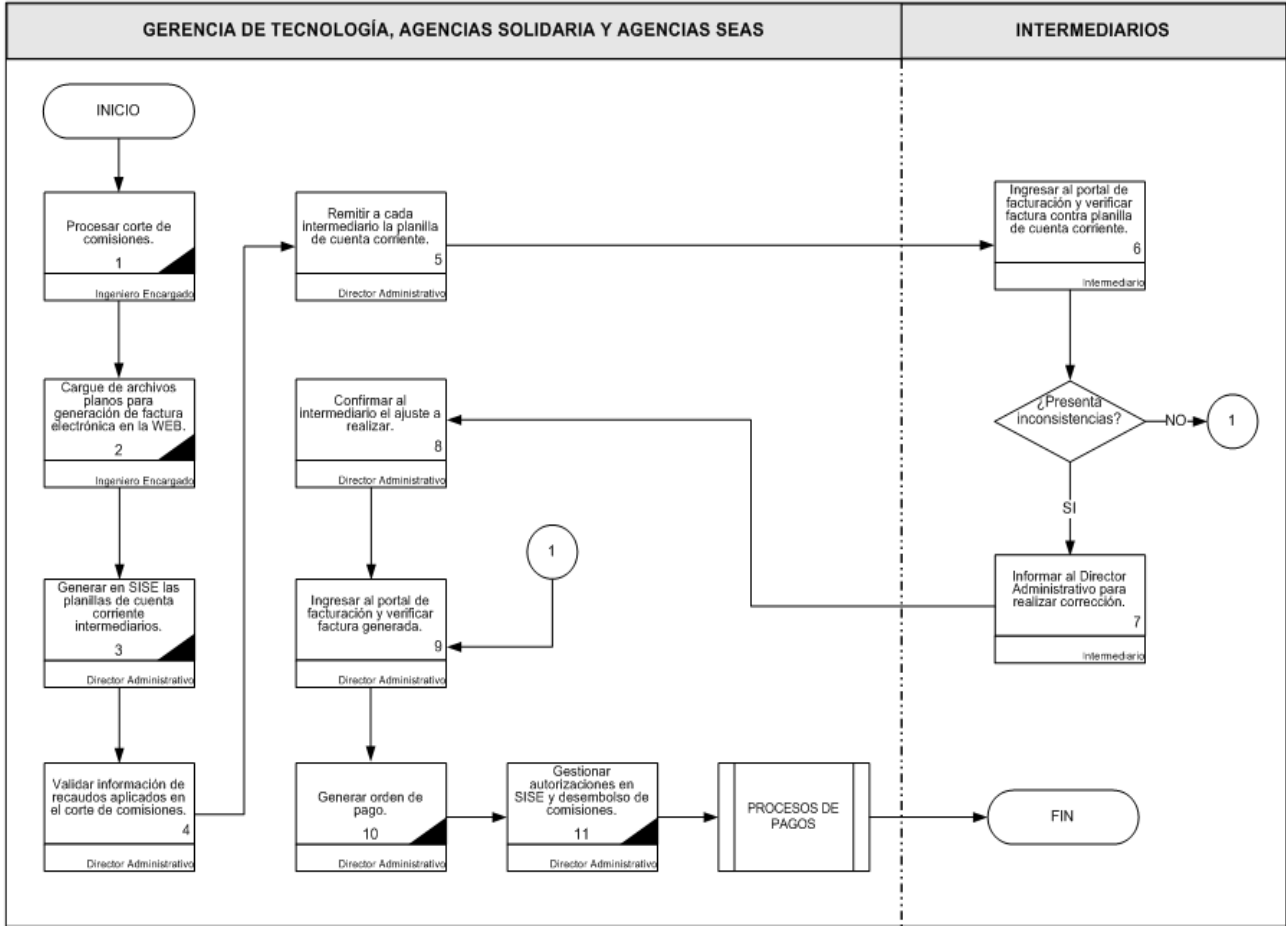 GERENCIA DE TECNOLOGÍA, AGENCIAS SOLIDARIA Y AGENCIAS SEAS
INTERMEDIARIOS
INICIO
Procesar corte de
comisiones.
1
Ingeniero Encargado
Cargue de archivos
planos para
generación de factura
electrónica en la WEB.
2
Ingeniero Encargado
Generar en SISE las
planillas de cuenta
corriente
intermediarios.
3
Director Administrativo
Validar información de
recaudos aplicados en
el corte de comisiones.
4
Director Administrativo
Remitir a cada
intermediario la planilla
de cuenta corriente.
5
Director Administrativo
Ingresar al portal de
facturación y verificar
factura contra planilla
de cuenta corriente.
6
Intermediario
¿Presenta
inconsistencias?
NO
1
SI
Informar al Director
Administrativo para
realizar corrección.
7
Intermediario
Confirmar al
intermediario el ajuste a
realizar.
8
Director Administrativo
1
Ingresar al portal de
facturación y verificar
factura generada.
9
Director Administrativo
Generar orden de
pago.
10
Director Administrativo
Gestionar
autorizaciones en
SISE y desembolso de
comisiones.
11
Director Administrativo
PROCESOS DE
PAGOS
FIN